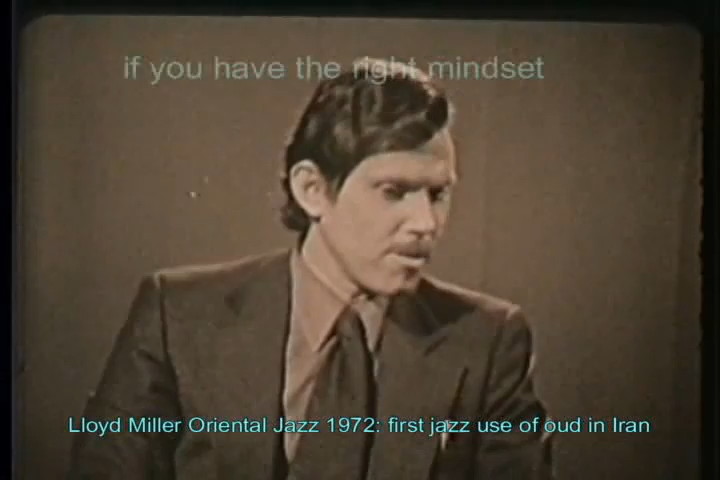 if you have the right mindset
Lloyd Miller Oriental Jazz 1972: first jazz use of oud in Iran